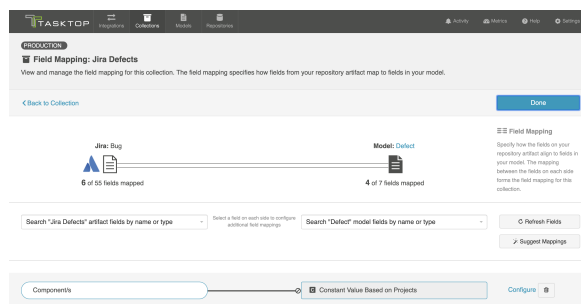 TASKTOP
Integrations
Collections
Models
Repositories
Activity
Metrics
Help
Settings
PRODUCTION
Field Mapping: Jira Defects
View and manage the field mapping for this collection. The field mapping specifies how fields from your repository artifact map to fields in your model.
Back to Collection
Done
Field Mapping
Specify how the fields on your
repository artifact align to fields in
your model. The mapping
between the fields on each side
forms the field mapping for this
collection.
Jira: Bug
Model: Defect
6 of 55 fields mapped
4 of 7 fields mapped
Search "Jira Defects" artifact fields by name or type
Select a field on each side to configure
additional field mappings
Search "Defect" model fields by name or type
Refresh Fields
Suggest Mappings
Component/s
C Constant Value Based on Projects
Configure